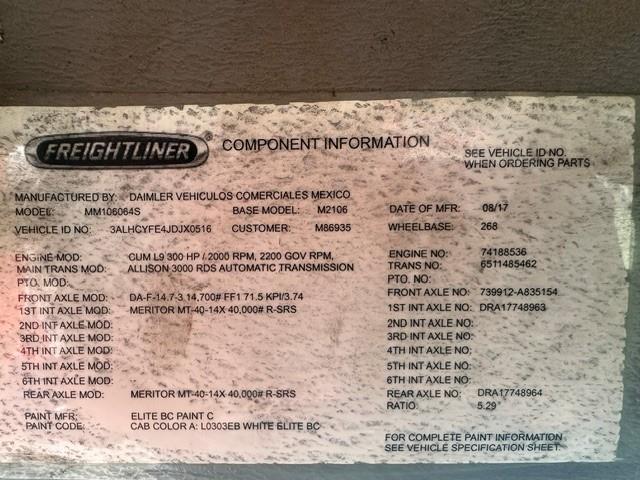 FREIGHTLINER® COMPONENT INFORMATION
SEE VEHICLE ID NO.
WHEN ORDERING PARTS
MANUFACTURED BY: DAIMLER VEHICULOS COMERCIALES MEXICO
MODEL: MM106064S BASE MODEL: M2106 DATE OF MFR: 08/17
VEHICLE ID NO: 3ALHCYFE4JDJX0516 CUSTOMER: M86935 WHEELBASE: 268
ENGINE MOD: CUM L9 300 HP / 2000 RPM, 2200 GOV RPM, ENGINE NO: 74188536
MAIN TRANS MOD: ALLISON 3000 RDS AUTOMATIC TRANSMISSION TRANS NO: 6511485462
PTO. MOD: PTO. NO:
FRONT AXLE MOD: DA-F-14.7-3 14,700# FF1 71.5 KPI/3.74 FRONT AXLE NO: 739912-A835154
1ST INT AXLE MOD: MERITOR MT-40-14X 40,000# R-SRS 1ST INT AXLE NO: DRA17748963
2ND INT AXLE MOD: 2ND INT AXLE NO:
3RD INT AXLE MOD: 3RD INT AXLE NO:
4TH INT AXLE MOD: 4TH INT AXLE NO:
5TH INT AXLE MOD: 5TH INT AXLE NO:
6TH INT AXLE MOD: 6TH INT AXLE NO:
REAR AXLE MOD: MERITOR MT-40-14X 40,000# R-SRS REAR AXLE NO: DRA17748964
RATIO: 5.29
PAINT MFR: ELITE BC PAINT C
PAINT CODE: CAB COLOR A: L0303EB WHITE ELITE BC
FOR COMPLETE PAINT INFORMATION
SEE VEHICLE SPECIFICATION SHEET.